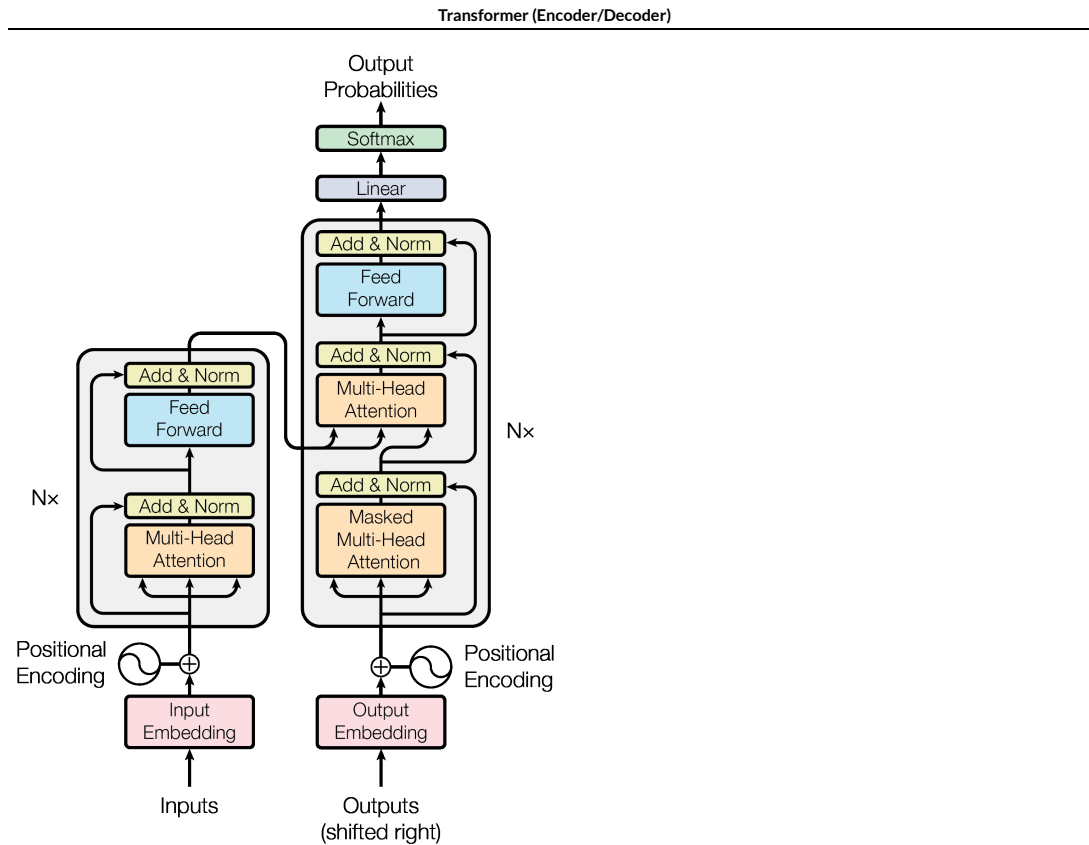 Transformer (Encoder/Decoder)
Output
Probabilities
Softmax
Linear
Add & Norm
Feed
Forward
Add & Norm
Multi-Head
Attention
Add & Norm
Masked
Multi-Head
Attention
N×
Add & Norm
Feed
Forward
Add & Norm
Multi-Head
Attention
N×
Positional
Encoding
Positional
Encoding
Input
Embedding
Output
Embedding
Inputs
Outputs
(shifted right)